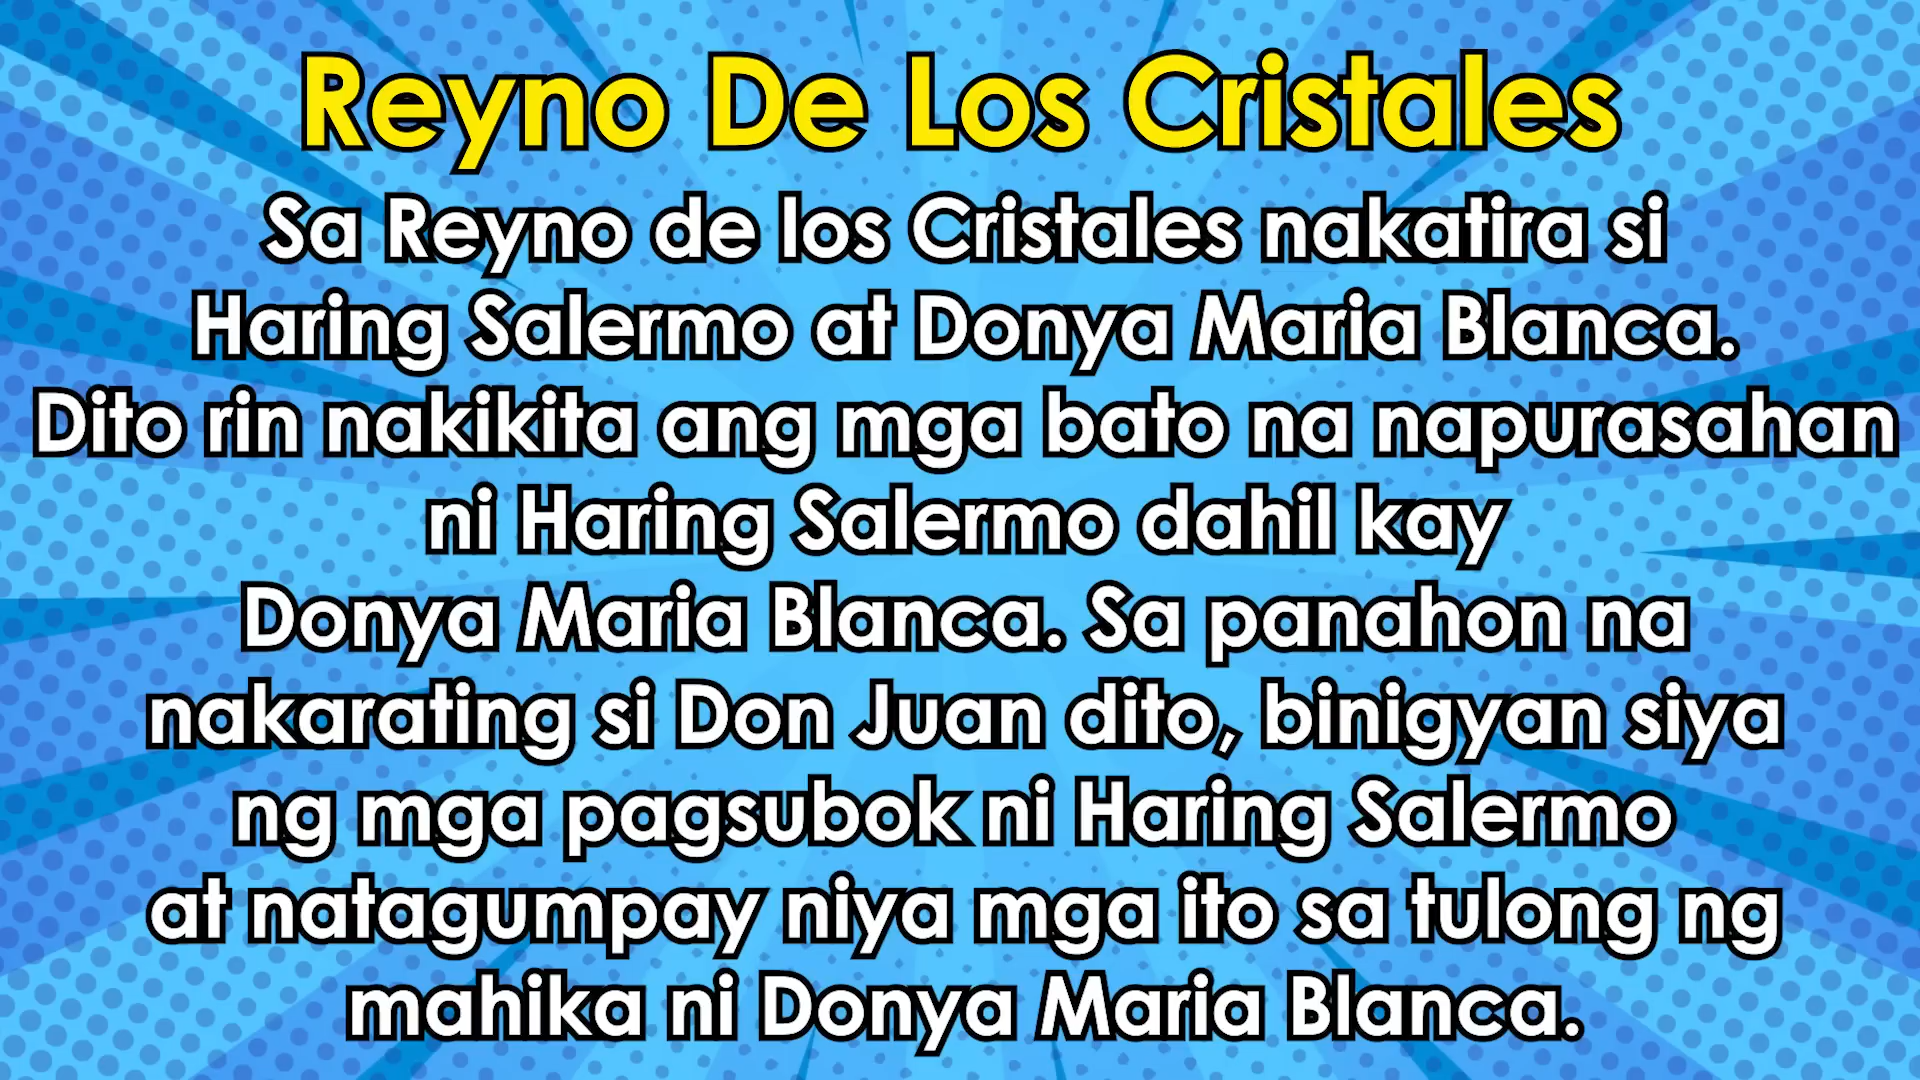 Reyno De Los Cristales
Sa Reyno de los Cristales nakatira si
Haring Salermo at Donya Maria Blanca.
Dito rin nakikita ang mga bato na napurasahan
ni Haring Salermo dahil kay
Donya Maria Blanca. Sa panahon na
nakarating si Don Juan dito, binigyan siya
ng mga pagsubok ni Haring Salermo
at natagumpay niya mga ito sa tulong ng
mahika ni Donya Maria Blanca.